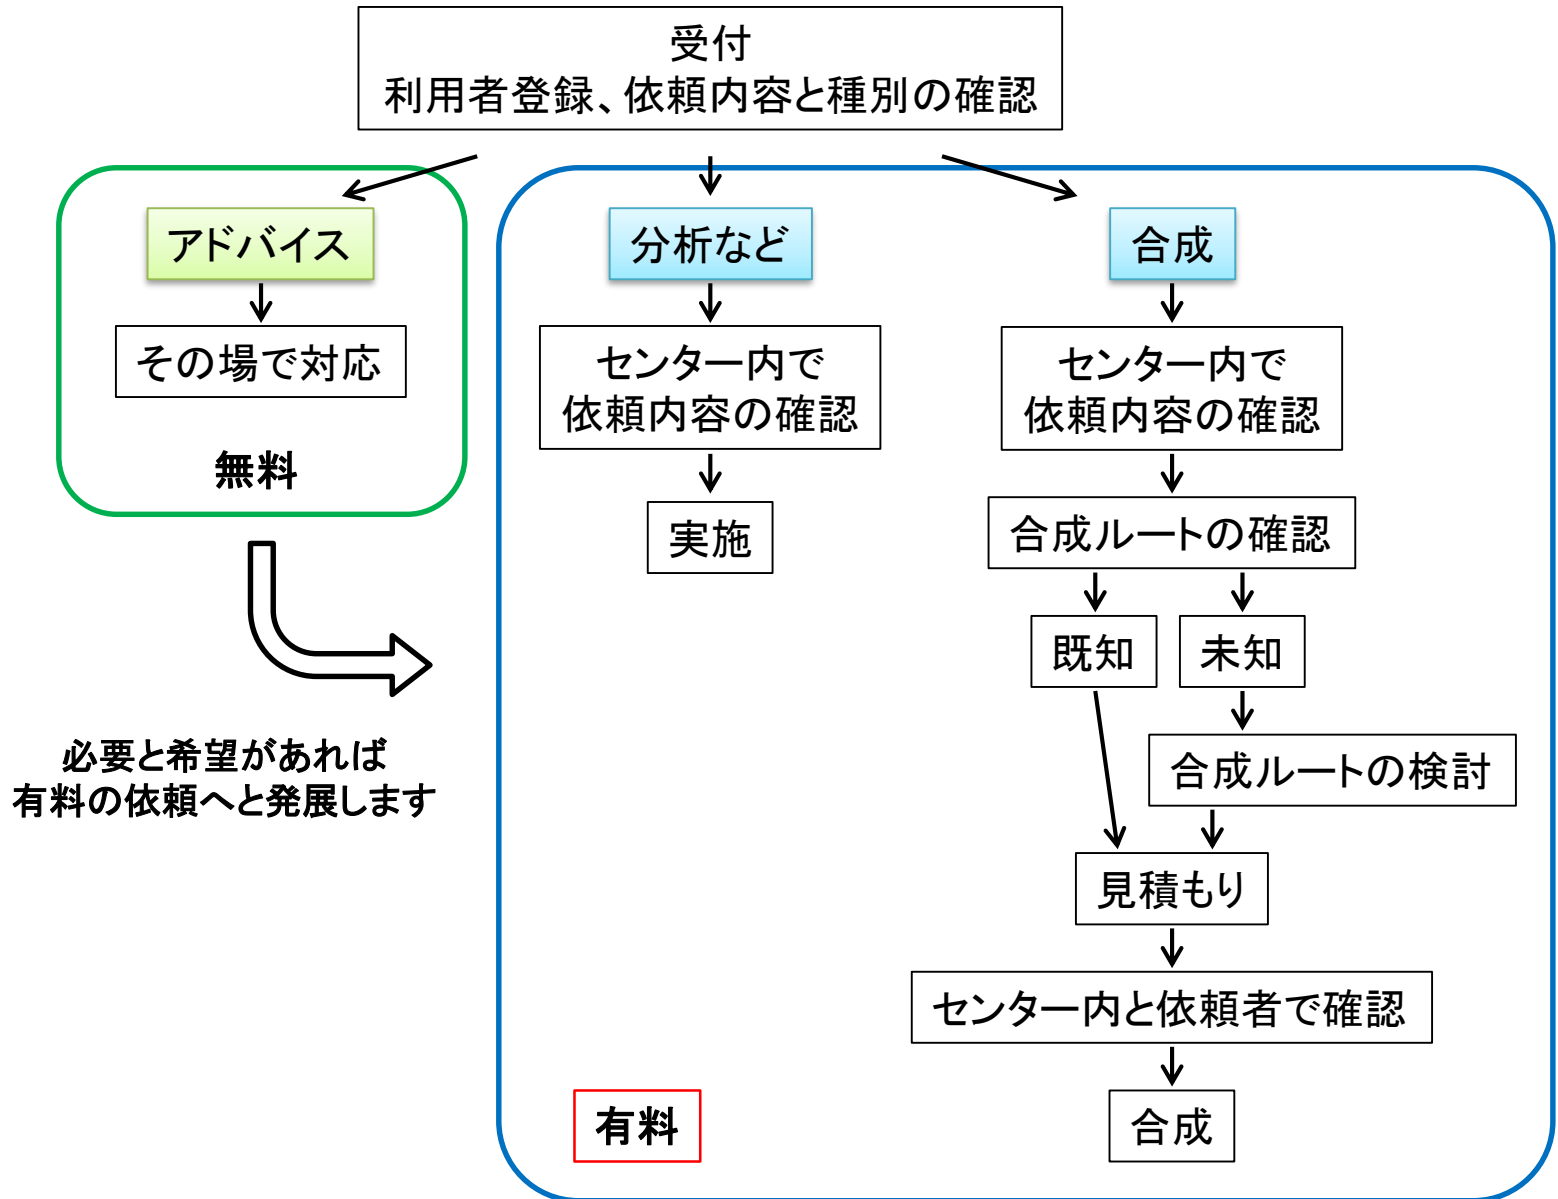 受付
利用者登録、依頼内容と種別の確認
アドバイス
その場で対応
無料
必要と希望があれば
有料の依頼へと発展します
分析など
センター内で
依頼内容の確認
実施
合成
センター内で
依頼内容の確認
合成ルートの確認
既知
未知
合成ルートの検討
見積もり
センター内と依頼者で確認
合成
有料